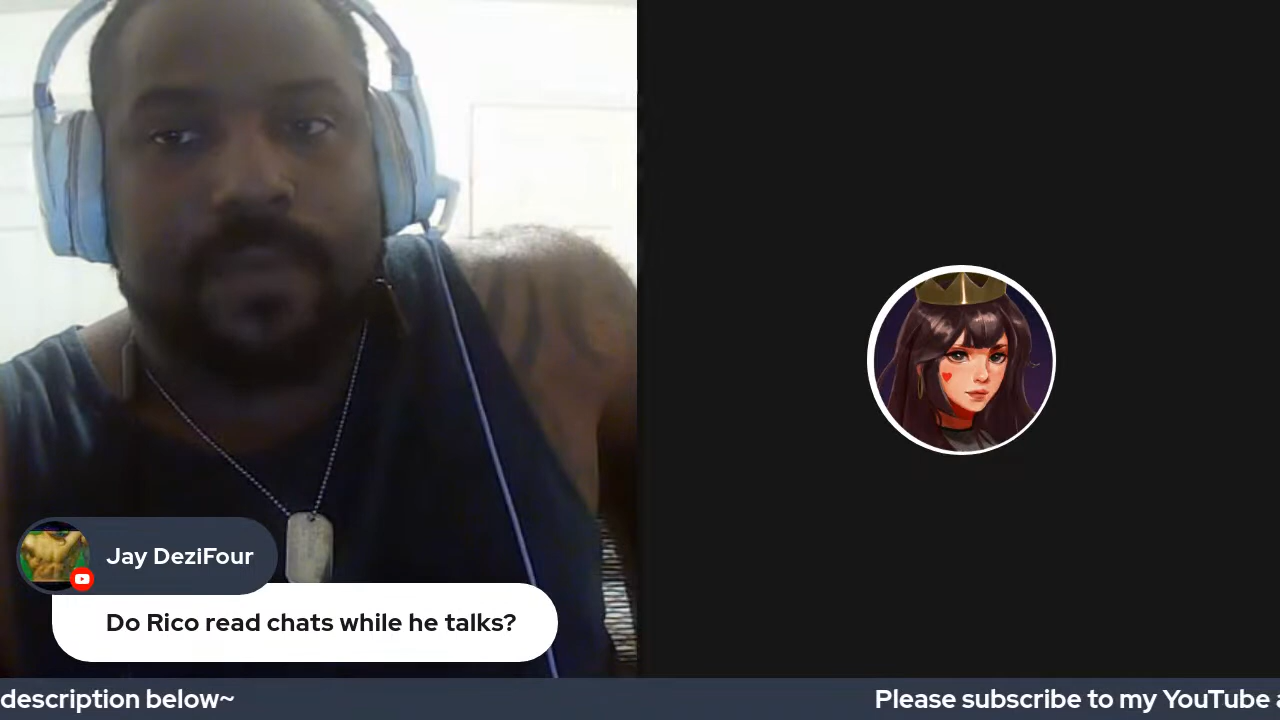 Jay DeziFour
Do Rico read chats while he talks?
description below~
Please subscribe to my YouTube a